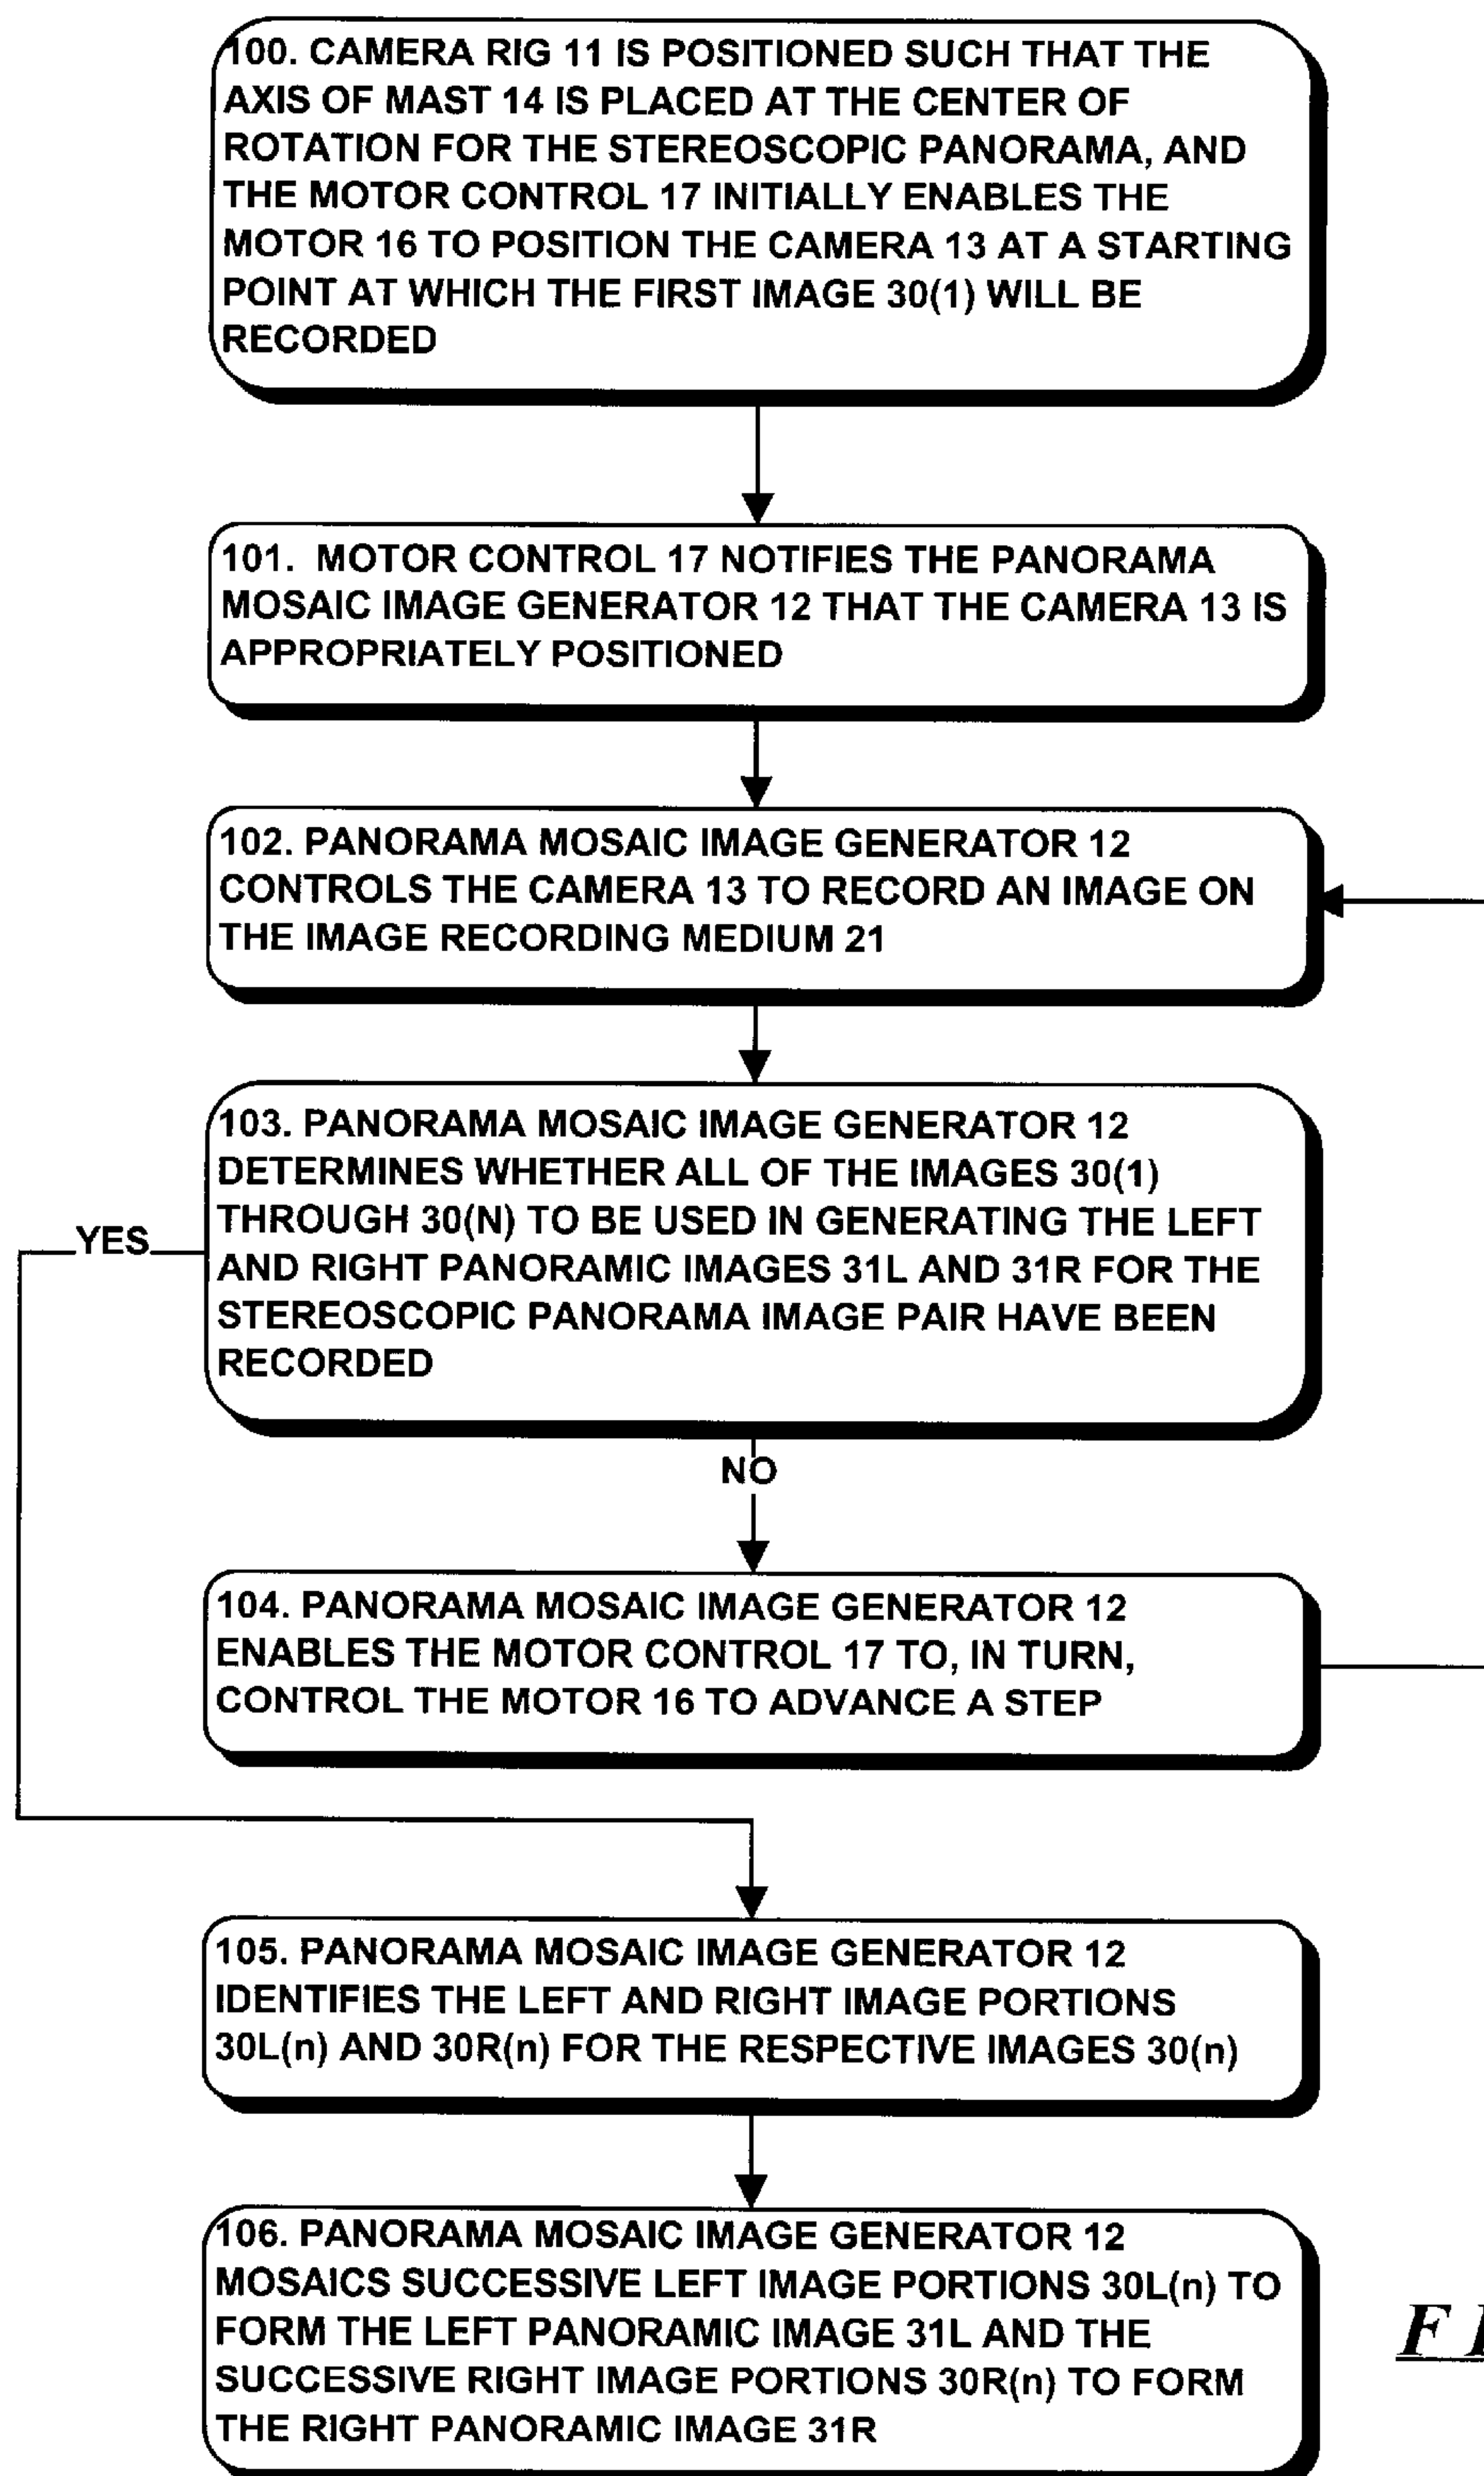 100. CAMERA RIG 11 IS POSITIONED SUCH THAT THE
AXIS OF MAST 14 IS PLACED AT THE CENTER OF
ROTATION FOR THE STEREOSCOPIC PANORAMA, AND
THE MOTOR CONTROL 17 INITIALLY ENABLES THE
MOTOR 16 TO POSITION THE CAMERA 13 AT A STARTING
POINT AT WHICH THE FIRST IMAGE 30(1) WILL BE
RECORDED
101. MOTOR CONTROL 17 NOTIFIES THE PANORAMA
MOSAIC IMAGE GENERATOR 12 THAT THE CAMERA 13 IS
APPROPRIATELY POSITIONED
102. PANORAMA MOSAIC IMAGE GENERATOR 12
CONTROLS THE CAMERA 13 TO RECORD AN IMAGE ON
THE IMAGE RECORDING MEDIUM 21
103. PANORAMA MOSAIC IMAGE GENERATOR 12
DETERMINES WHETHER ALL OF THE IMAGES 30(1)
THROUGH 30(N) TO BE USED IN GENERATING THE LEFT
AND RIGHT PANORAMIC IMAGES 31L AND 31R FOR THE
STEREOSCOPIC PANORAMA IMAGE PAIR HAVE BEEN
RECORDED
YES
NO
104. PANORAMA MOSAIC IMAGE GENERATOR 12
ENABLES THE MOTOR CONTROL 17 TO, IN TURN,
CONTROL THE MOTOR 16 TO ADVANCE A STEP
105. PANORAMA MOSAIC IMAGE GENERATOR 12
IDENTIFIES THE LEFT AND RIGHT IMAGE PORTIONS
30L(n) AND 30R(n) FOR THE RESPECTIVE IMAGES 30(n)
106. PANORAMA MOSAIC IMAGE GENERATOR 12
MOSAICS SUCCESSIVE LEFT IMAGE PORTIONS 30L(n) TO
FORM THE LEFT PANORAMIC IMAGE 31L AND THE
SUCCESSIVE RIGHT IMAGE PORTIONS 30R(n) TO FORM
THE RIGHT PANORAMIC IMAGE 31R